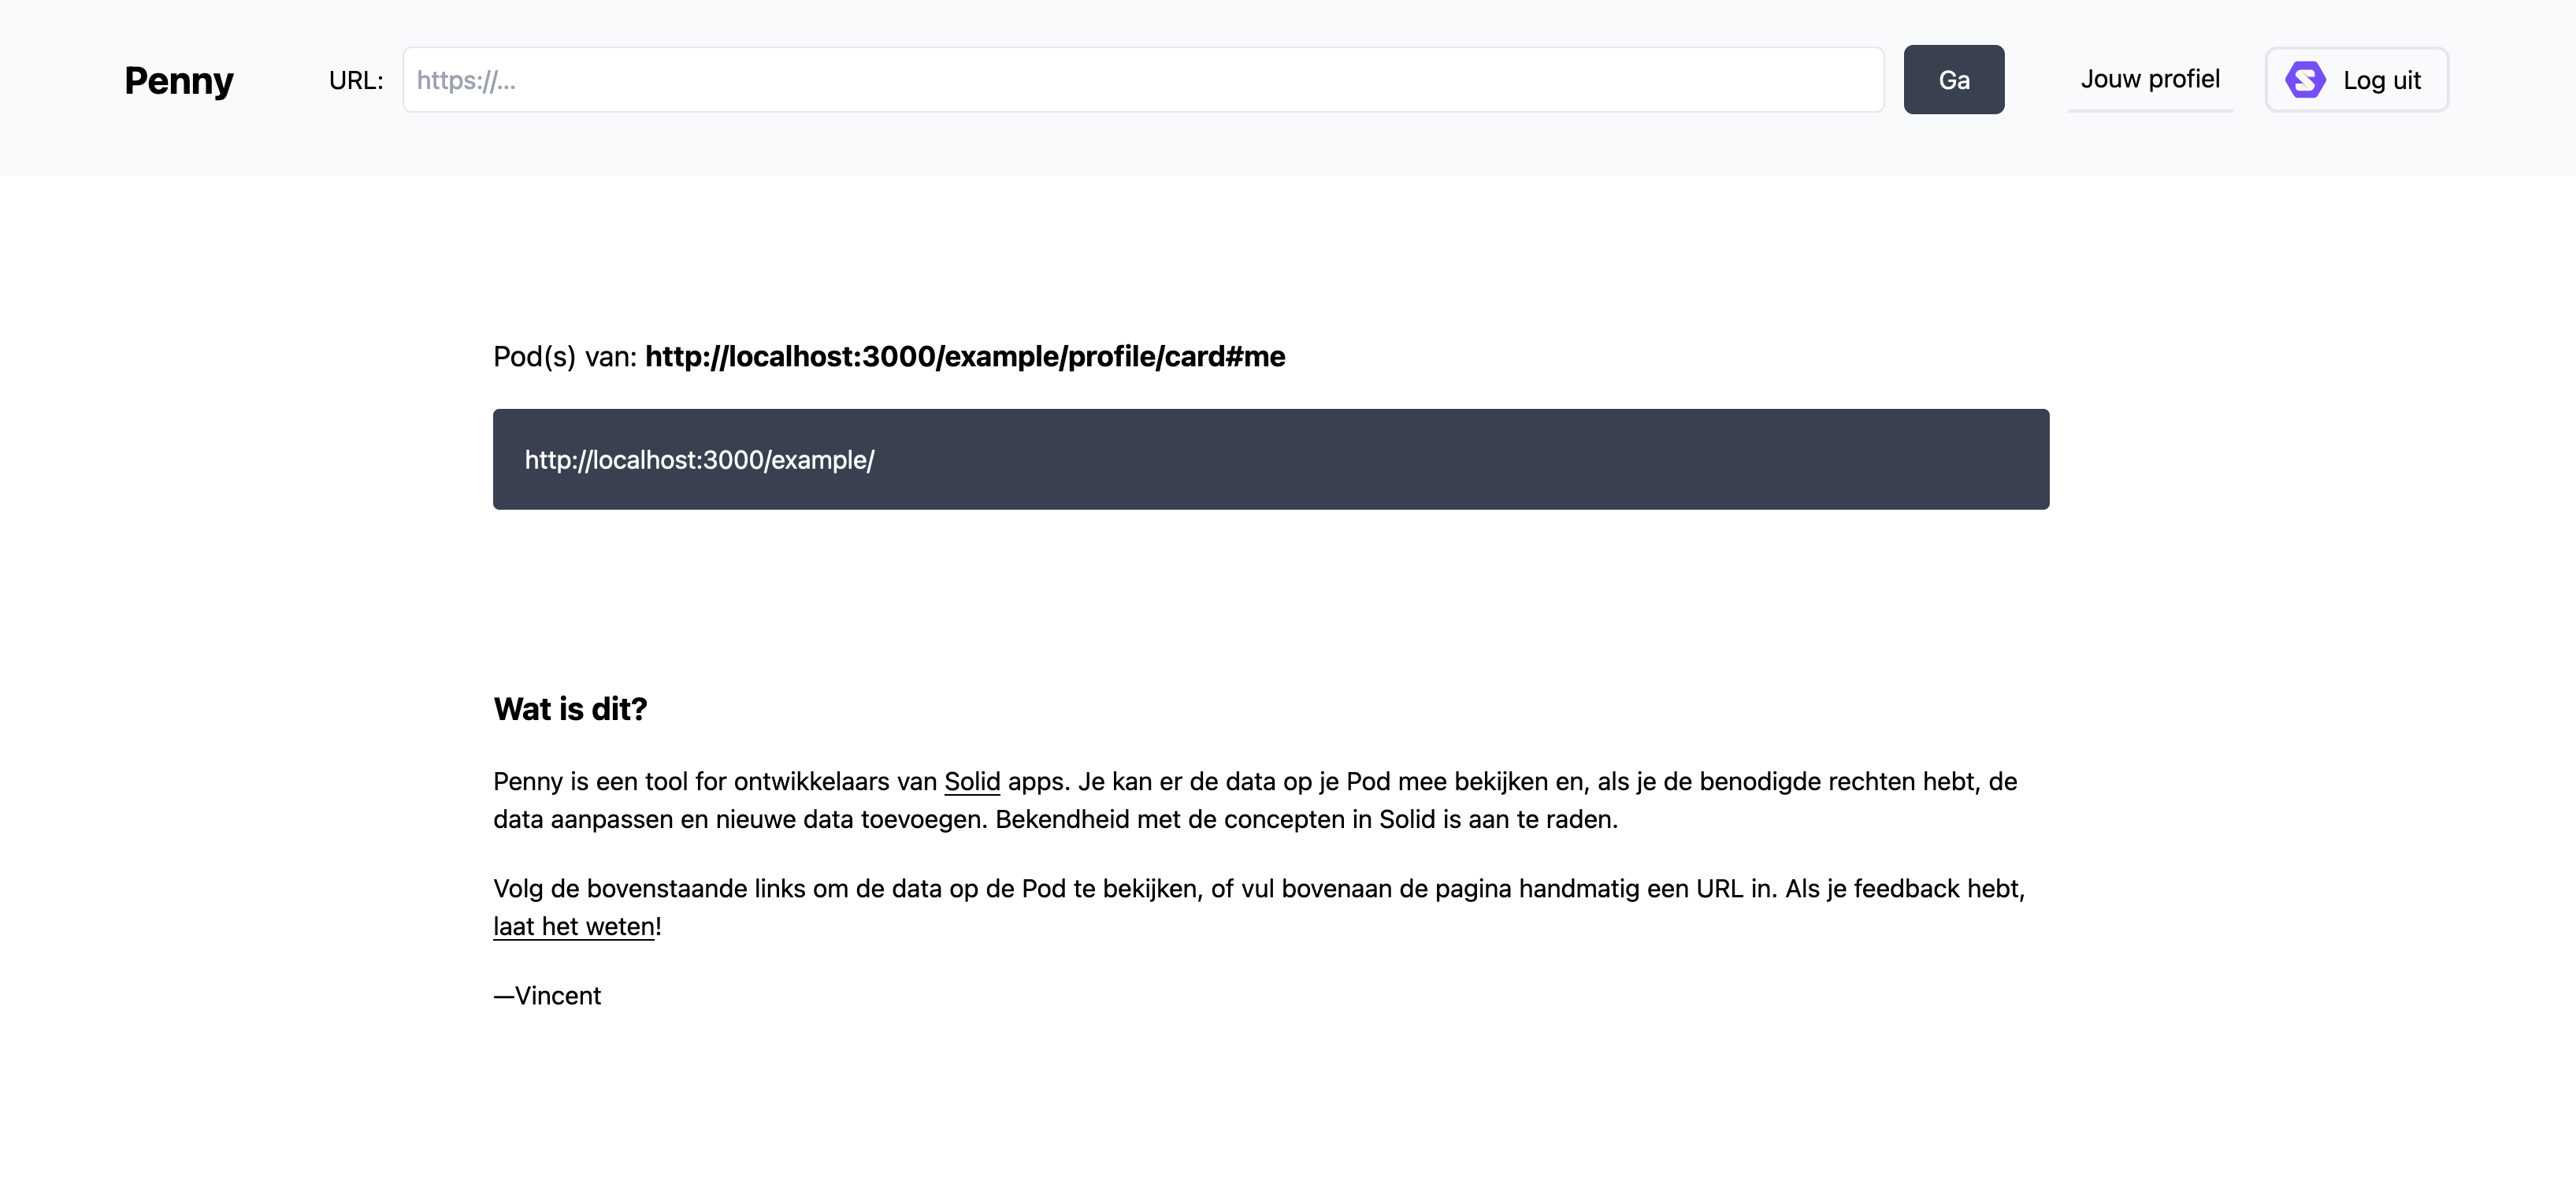 Penny
URL:
https://...
Ga
Jouw profiel
Log uit
Pod(s) van: http://localhost:3000/example/profile/card#me
http://localhost:3000/example/
Wat is dit?
Penny is een tool for ontwikkelaars van Solid apps. Je kan er de data op je Pod mee bekijken en, als je de benodigde rechten hebt, de
data aanpassen en nieuwe data toevoegen. Bekendheid met de concepten in Solid is aan te raden.
Volg de bovenstaande links om de data op de Pod te bekijken, of vul bovenaan de pagina handmatig een URL in. Als je feedback hebt,
laat het weten!
—Vincent